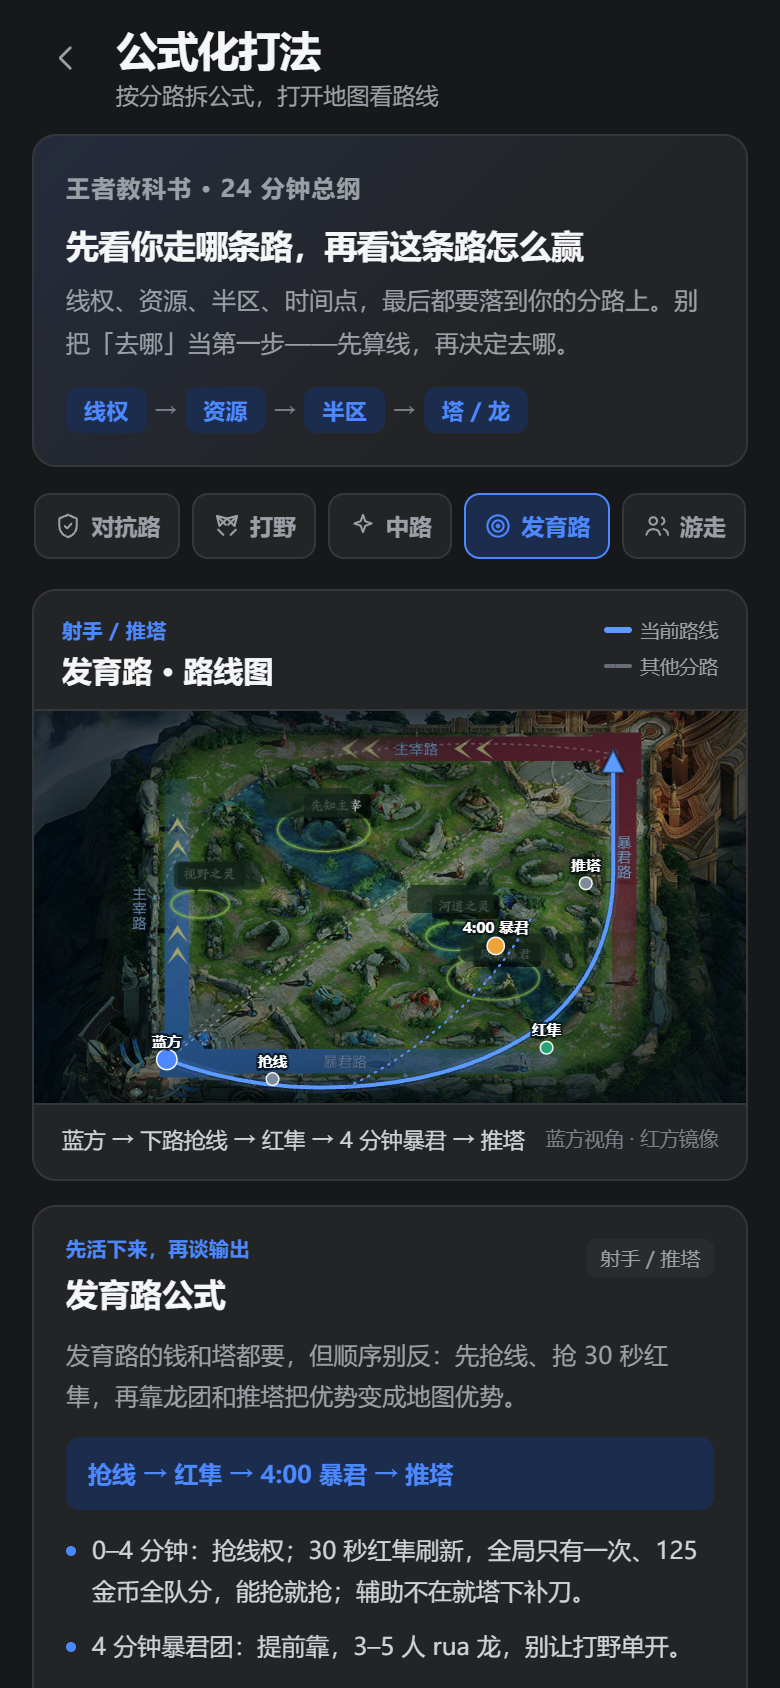 公式化打法
按分路拆公式，打开地图看路线
王者教科书 • 24 分钟总纲
先看你走哪条路，再看这条路怎么赢
线权、资源、半区、时间点，最后都要落到你的分路上。别
把「去哪」当第一步——先算线，再决定去哪。
线权 → 资源 → 半区 → 塔 / 龙
对抗路 打野 中路 发育路 游走
射手 / 推塔
当前路线
发育路 • 路线图
其他分路
主宰路
先知主宰
推塔
暴君路
视野之灵
主宰路
河道之灵
4:00 暴君
红隼
蓝方
抢线
暴君路
蓝方 → 下路抢线 → 红隼 → 4 分钟暴君 → 推塔
蓝方视角 · 红方镜像
先活下来，再谈输出
射手 / 推塔
发育路公式
发育路的钱和塔都要，但顺序别反：先抢线、抢 30 秒红
隼，再靠龙团和推塔把优势变成地图优势。
抢线 → 红隼 → 4:00 暴君 → 推塔
0–4 分钟：抢线权；30 秒红隼刷新，全局只有一次、125
金币全队分，能抢就抢；辅助不在就塔下补刀。
4 分钟暴君团：提前靠，3–5 人 rua 龙，别让打野单开。